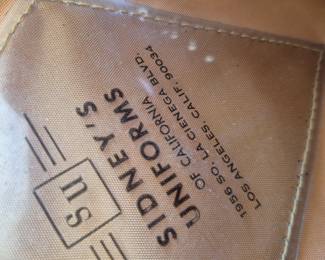 SU
SIDNEY'S
UNIFORMS
OF CALIFORNIA
1956 SO. LA CIENEGA BLVD.
LOS ANGELES, CALIF. 90034